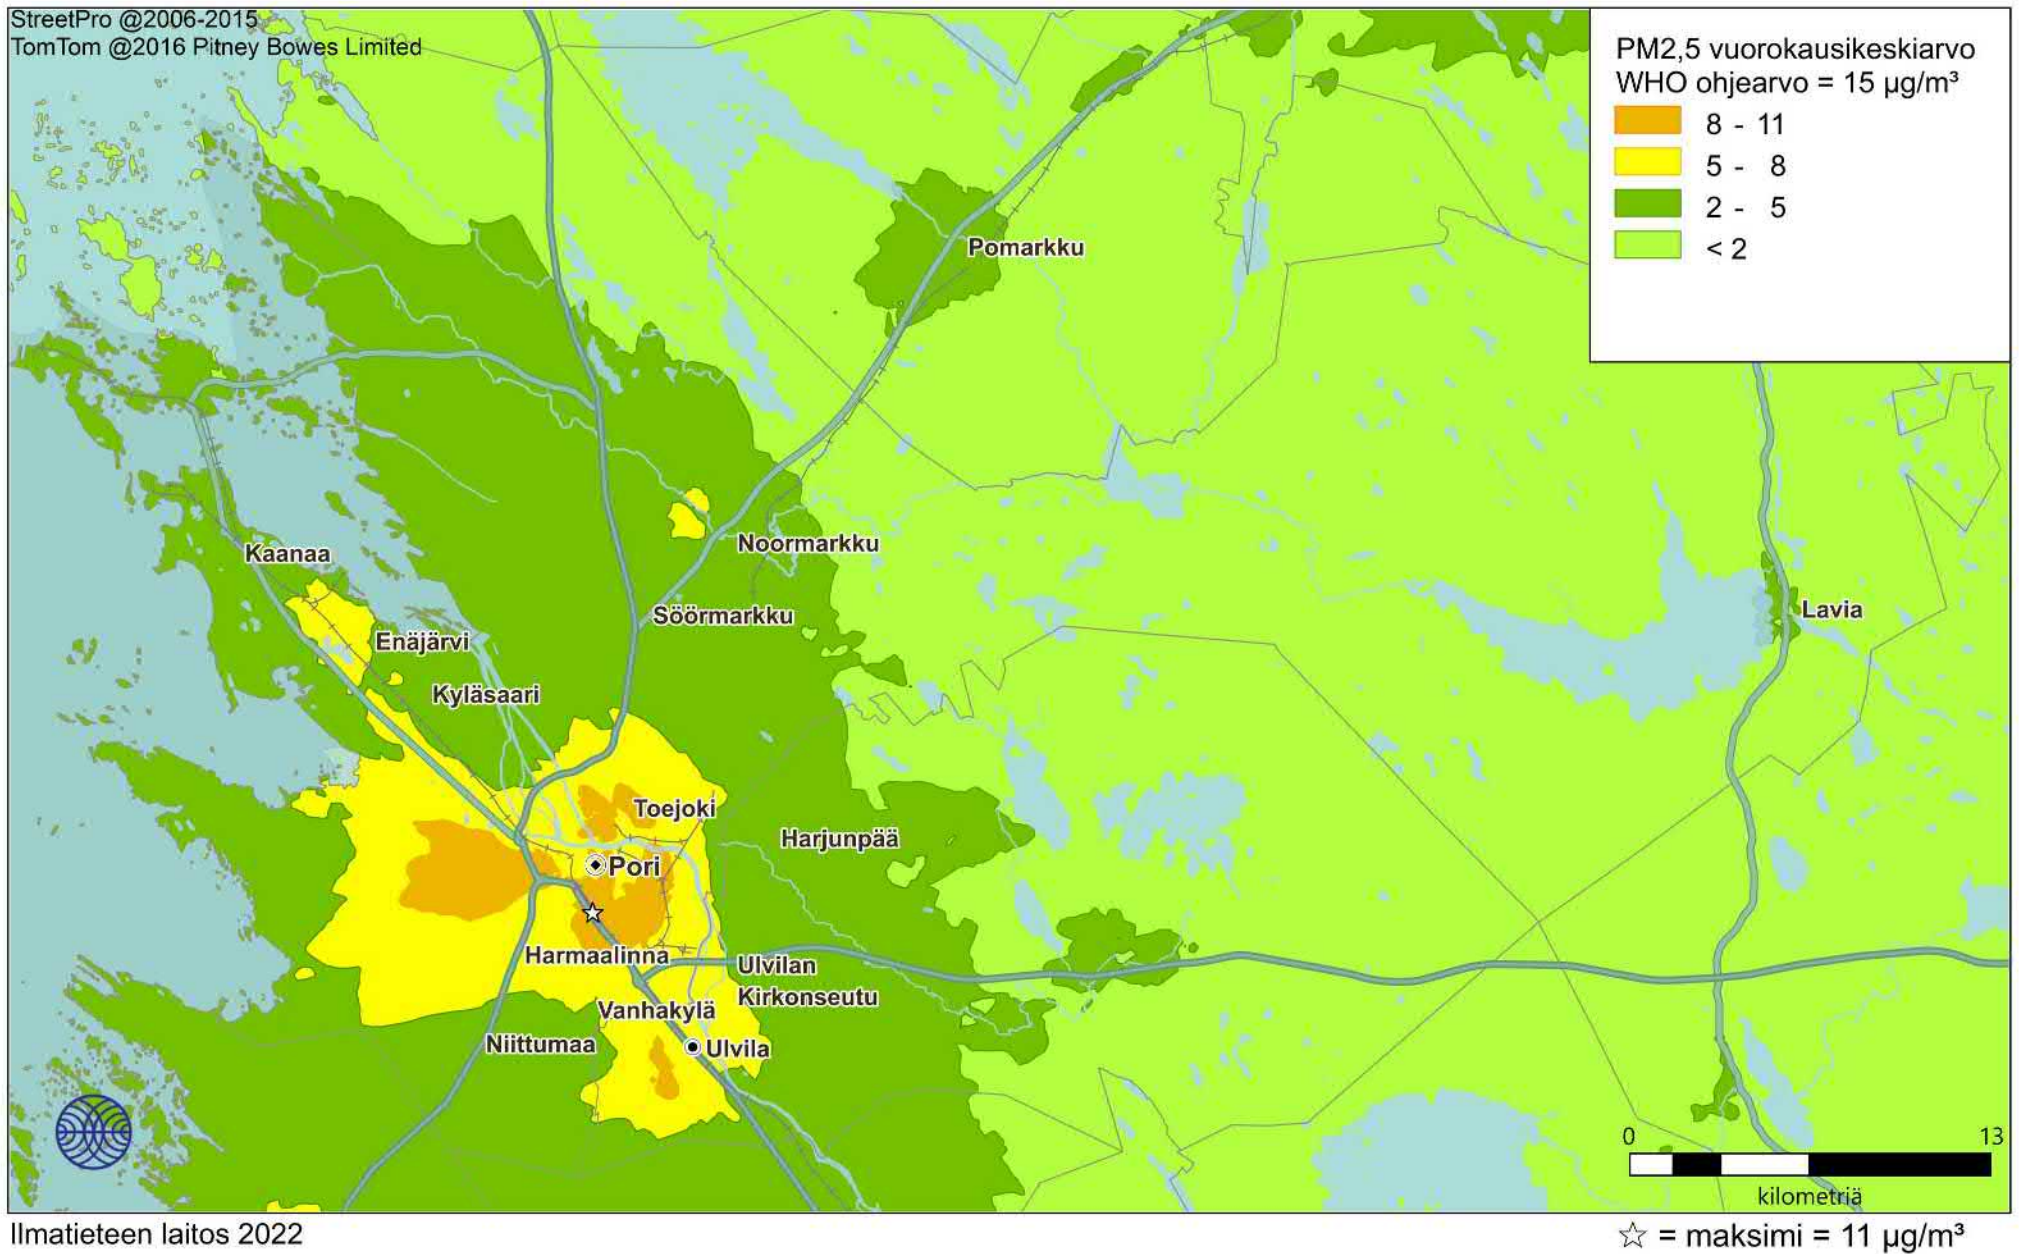 StreetPro @2006-2015
TomTom @2016 Pitney Bowes Limited
PM2,5 vuorokausikeskiarvo
WHO ohjearvo = 15 µg/m³
8 - 11
5 - 8
2 - 5
< 2
Pomarkku
Noormarkku
Kaanaa
Söörmarkku
Lavia
Enäjärvi
Kyläsaari
Toejoki
Harjunpää
Pori
Harmaalinna
Ulvilan
Kirkonseutu
Vanhakylä
Niittumaa
Ulvila
0 13
kilometriä
Ilmatieteen laitos 2022
☆ = maksimi = 11 µg/m³